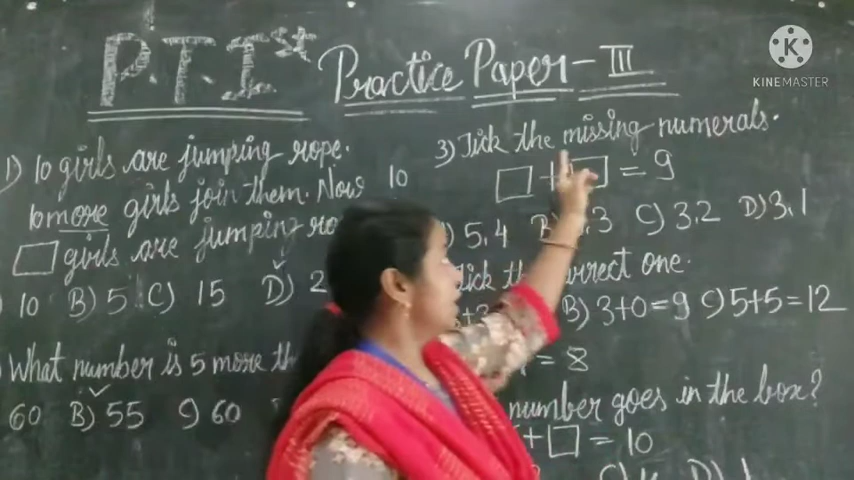 P.T. Ist Practice Paper - III
KINEMASTER
1) 10 girls are jumping rope.
10 more girls join them. Now 10
girls are jumping
10 B) 5 C) 15 D)
What number is 5 more
60 B) 55 C) 60
3) Tick the missing numerals.
□ + □ = 9
5,4 B) 3 C) 3,2 D) 3,1
Tick the correct one.
B) 3+0=9 C) 5+5=12
= 8
number goes in the box?
+ □ = 10
C) D)